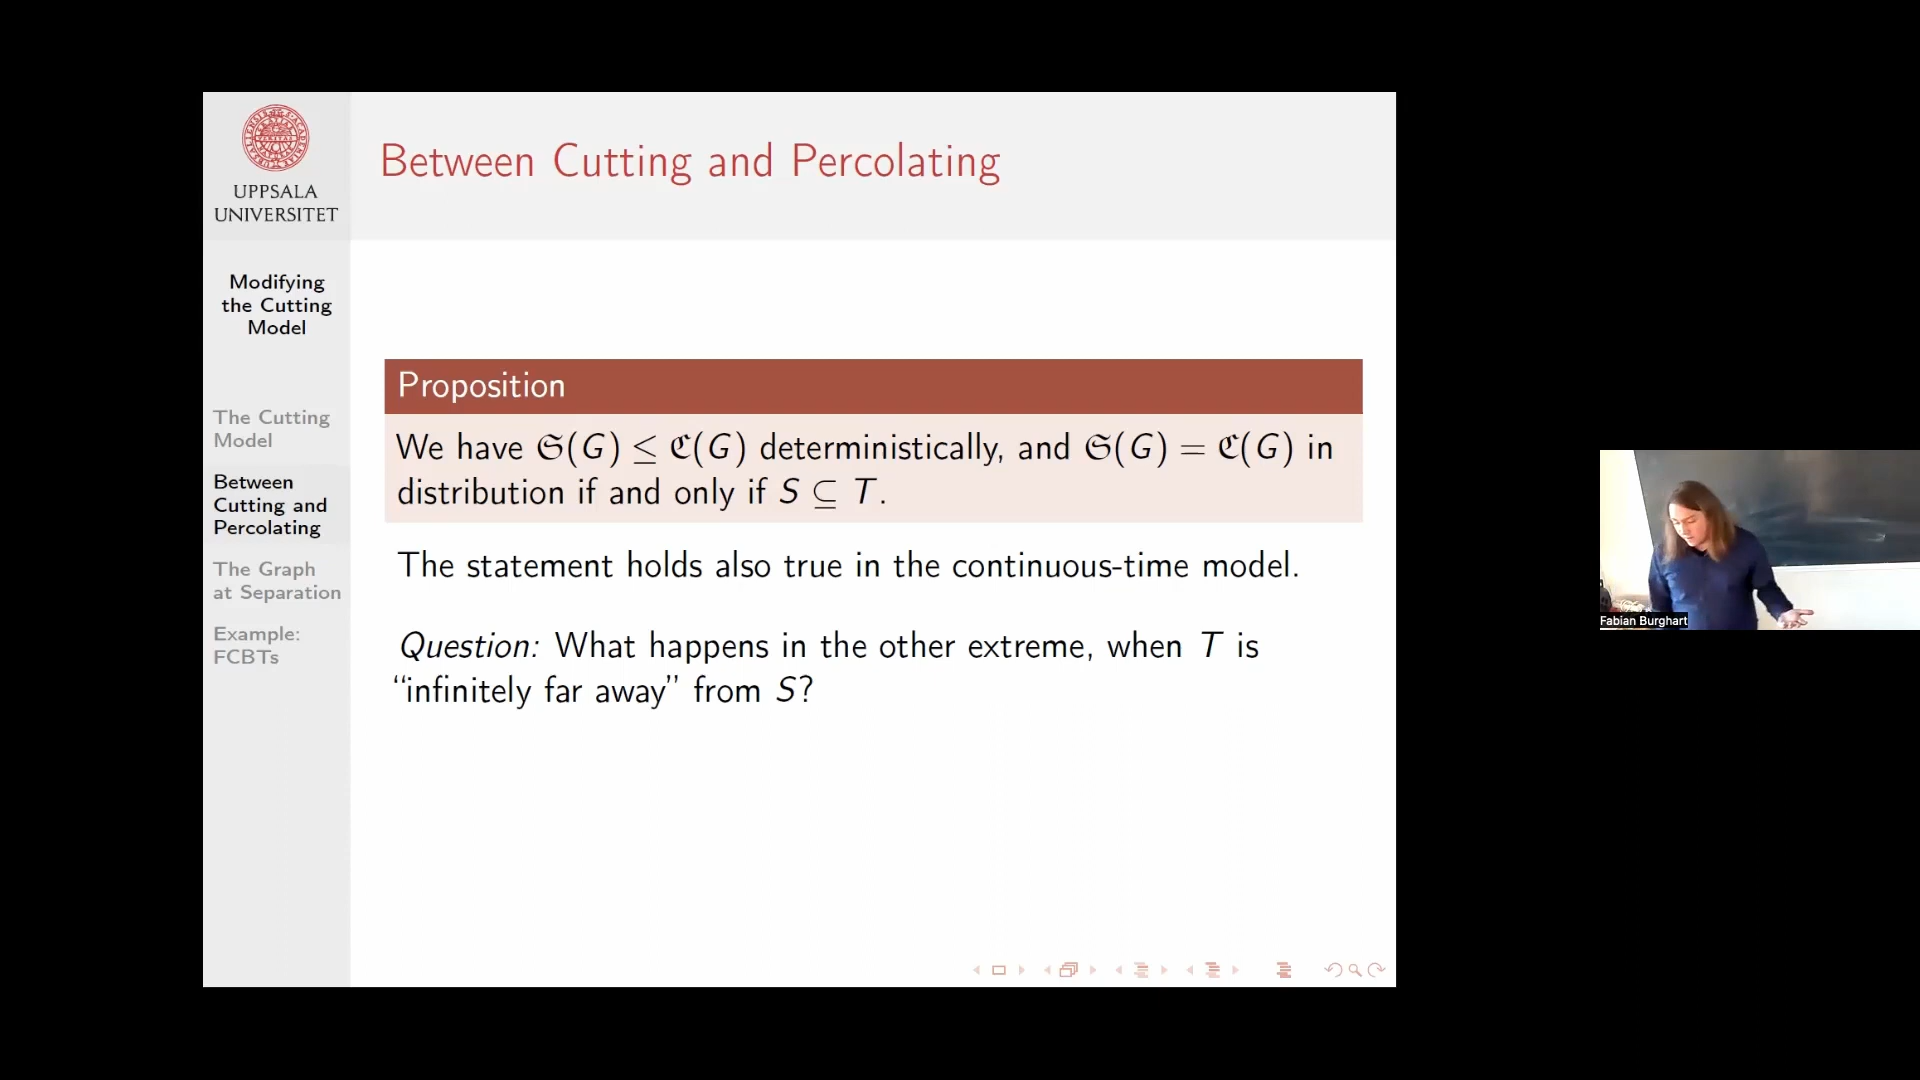 UPPSALA
UNIVERSITET
Modifying
the Cutting
Model
The Cutting
Model
Between
Cutting and
Percolating
The Graph
at Separation
Example:
FCBTs
Between Cutting and Percolating
Proposition
We have 𝔖(G) ≤ ℭ(G) deterministically, and 𝔖(G) = ℭ(G) in
distribution if and only if S ⊆ T.
The statement holds also true in the continuous-time model.
Question: What happens in the other extreme, when T is
“infinitely far away” from S?
Fabian Burghart